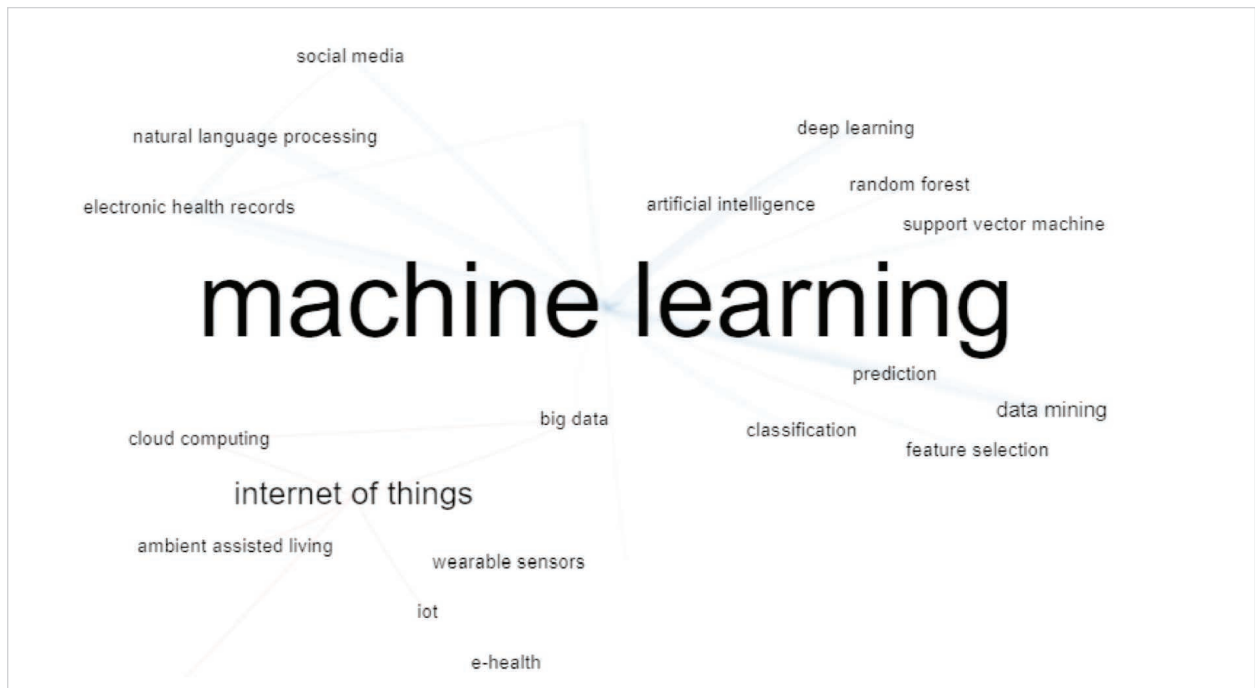 social media
deep learning
natural language processing
random forest
artificial intelligence
electronic health records
support vector machine
machine learning
prediction
data mining
big data
classification
cloud computing
feature selection
internet of things
ambient assisted living
wearable sensors
iot
e-health